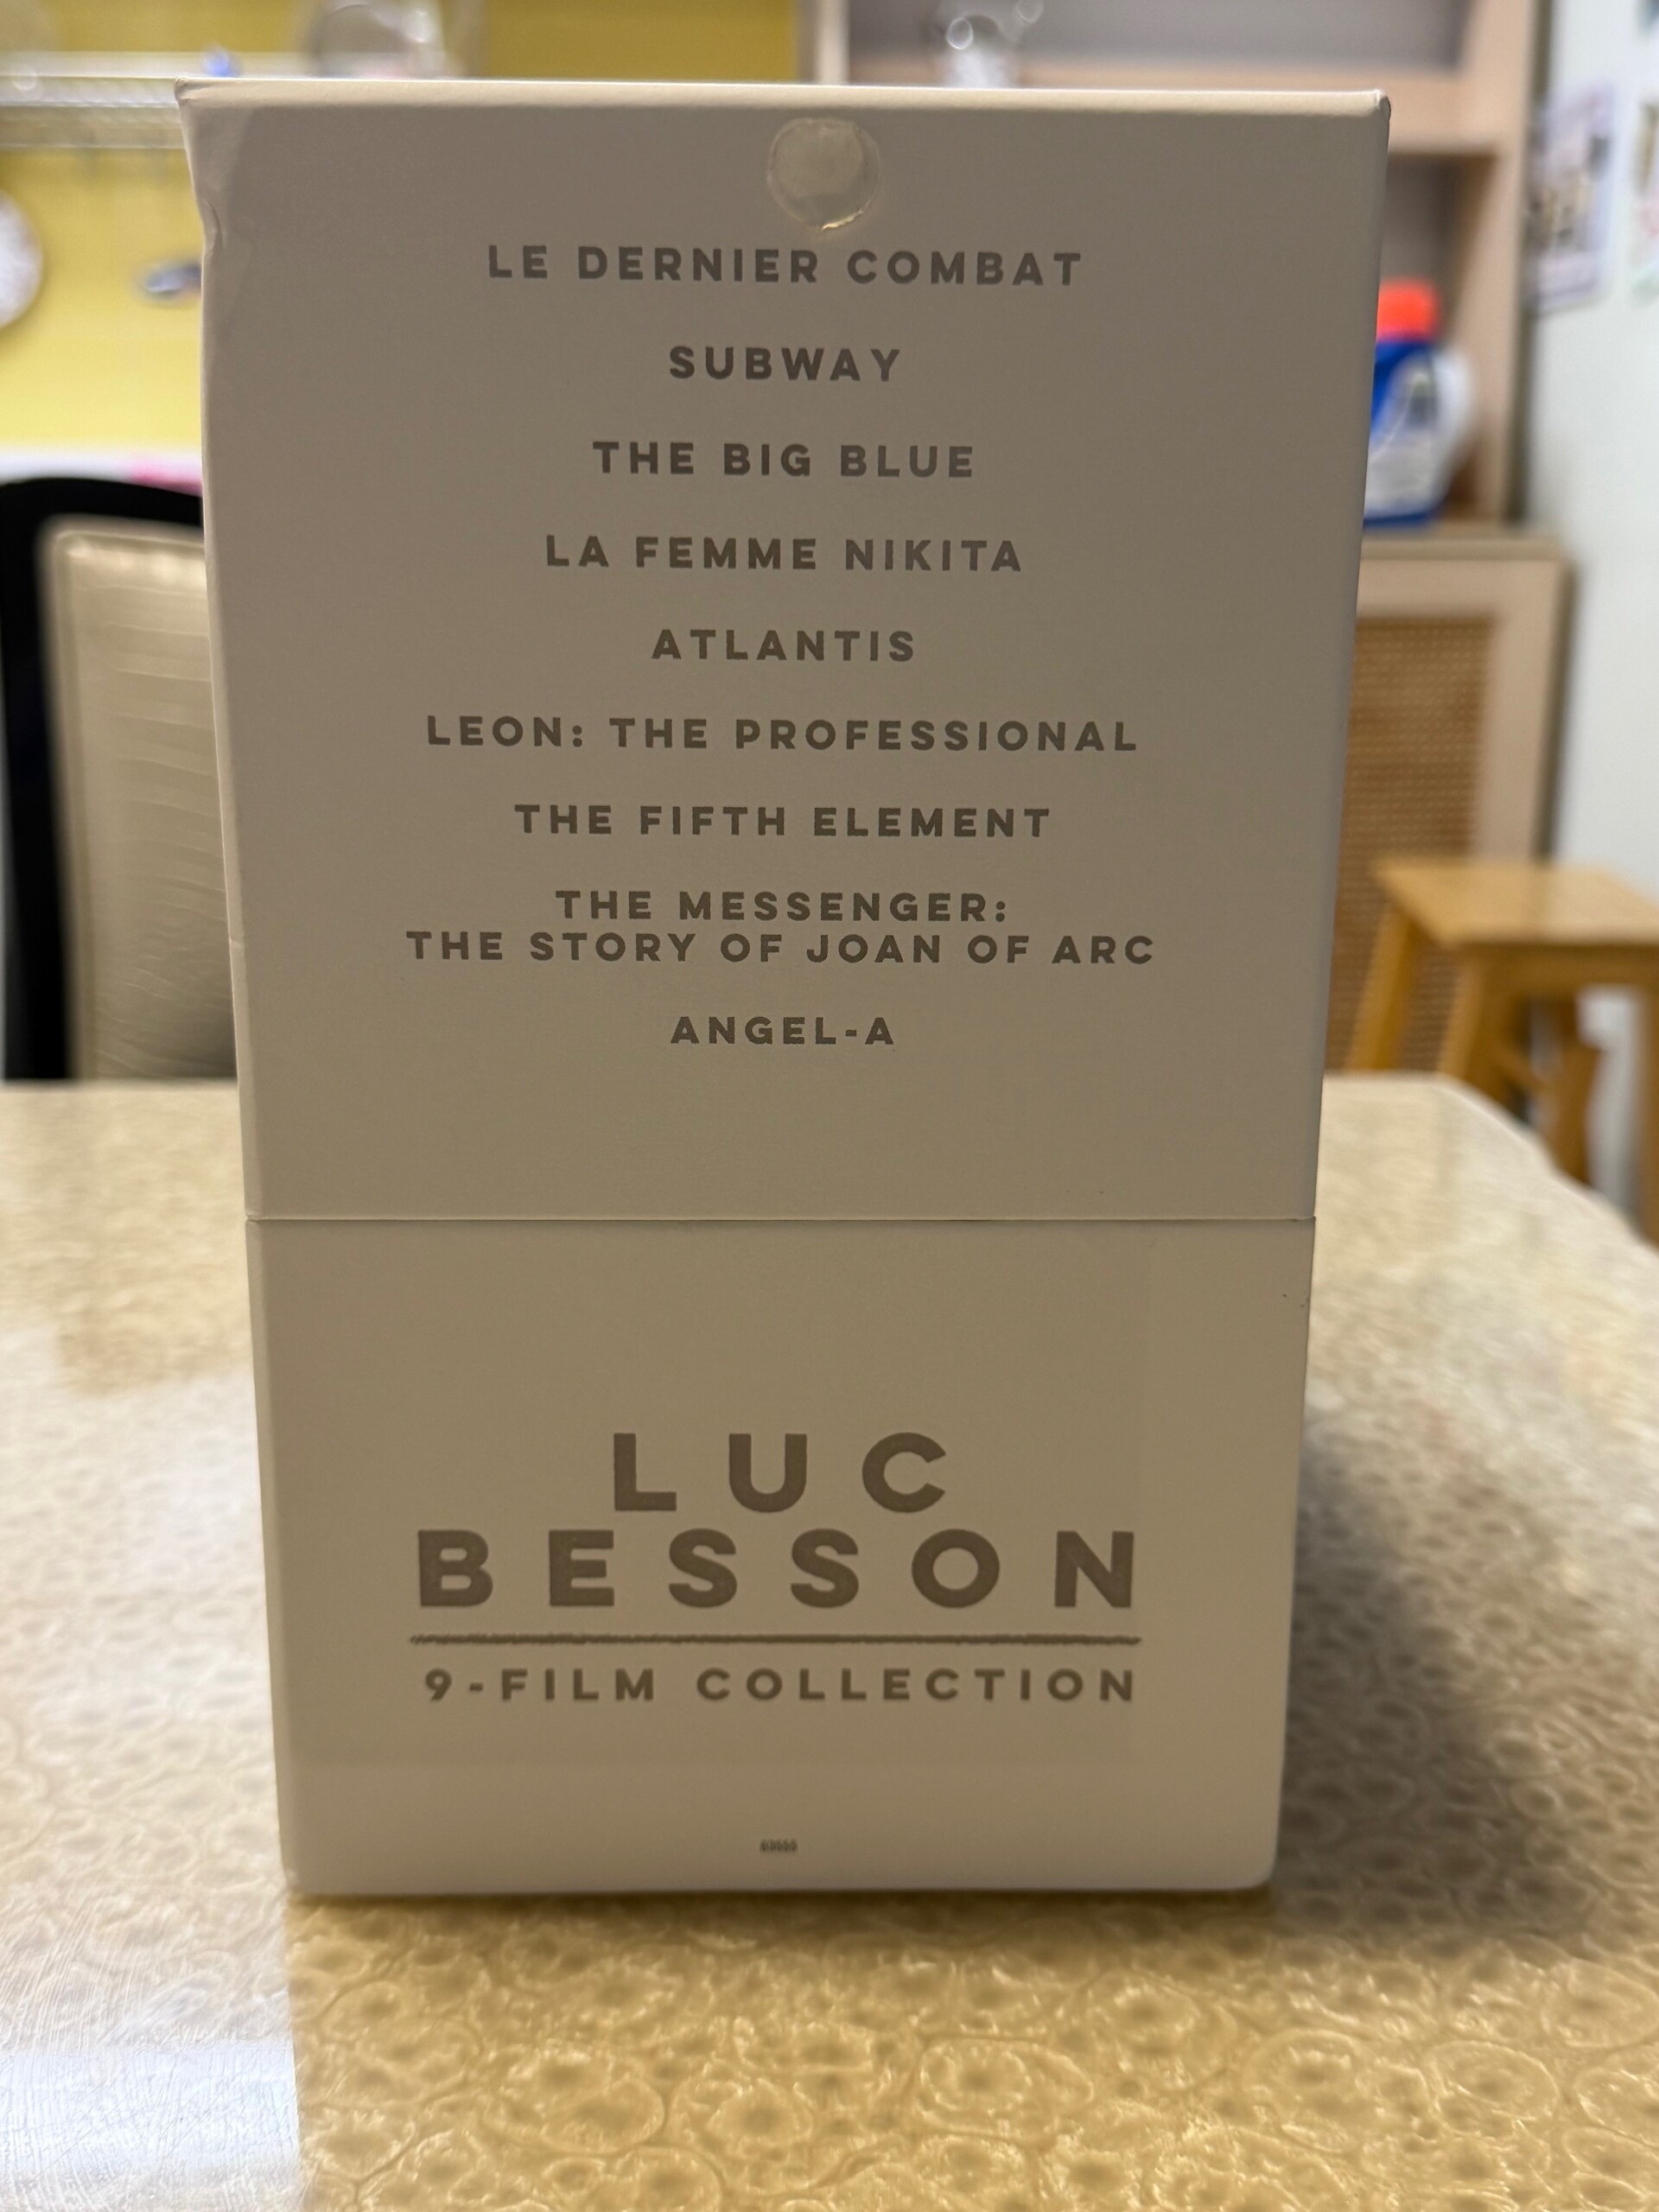 LE DERNIER COMBAT
SUBWAY
THE BIG BLUE
LA FEMME NIKITA
ATLANTIS
LEON: THE PROFESSIONAL
THE FIFTH ELEMENT
THE MESSENGER:
THE STORY OF JOAN OF ARC
ANGEL-A
LUC
BESSON
9-FILM COLLECTION